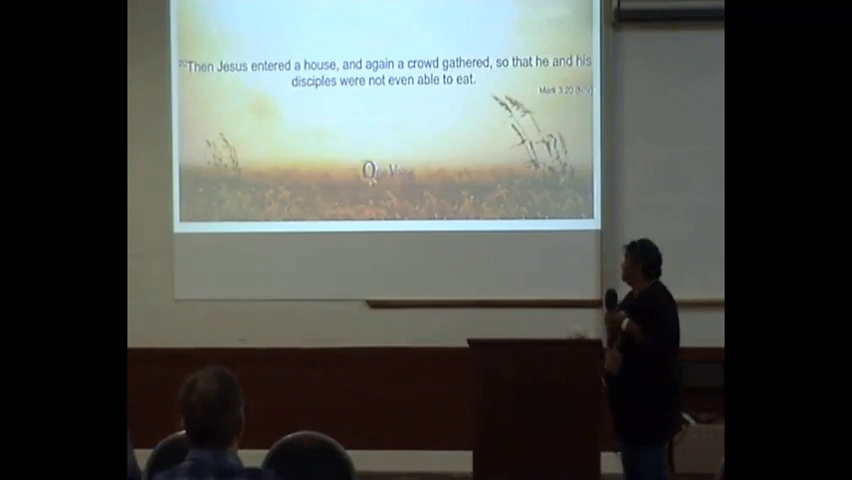 20Then Jesus entered a house, and again a crowd gathered, so that he and his
disciples were not even able to eat.
Mark 3:20 (NIV)